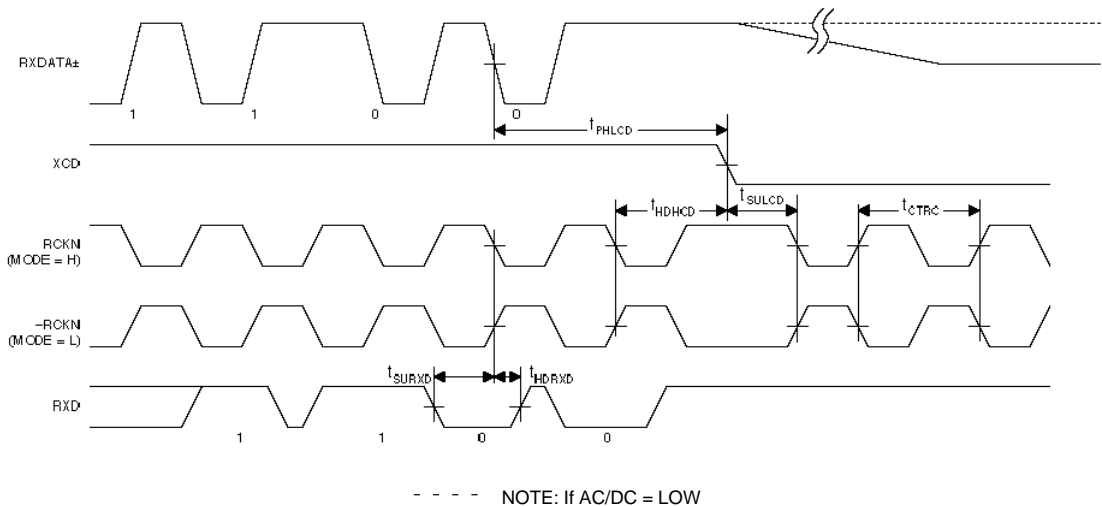 RXDATA±
1 1 0 0
tPHLCD
XCD
tHDHCD tSULCD tCTRC
RCKN
(MODE = H)
–RCKN
(MODE = L)
tSURXD tHDRXD
RXD
1 1 0 0
- - - - NOTE: If AC/DC = LOW